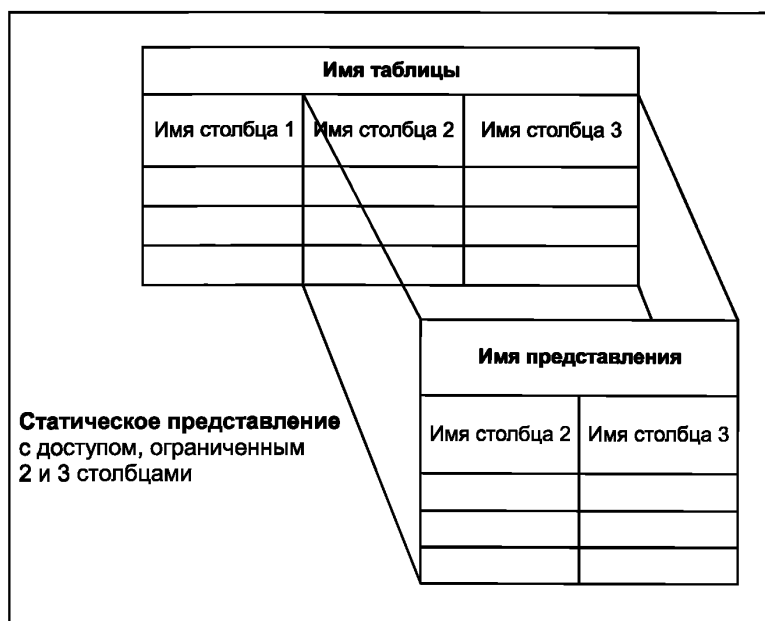 Имя таблицы
Имя столбца 1 Имя столбца 2 Имя столбца 3
Имя представления
Имя столбца 2 Имя столбца 3
Статическое представление
с доступом, ограниченным
2 и 3 столбцами